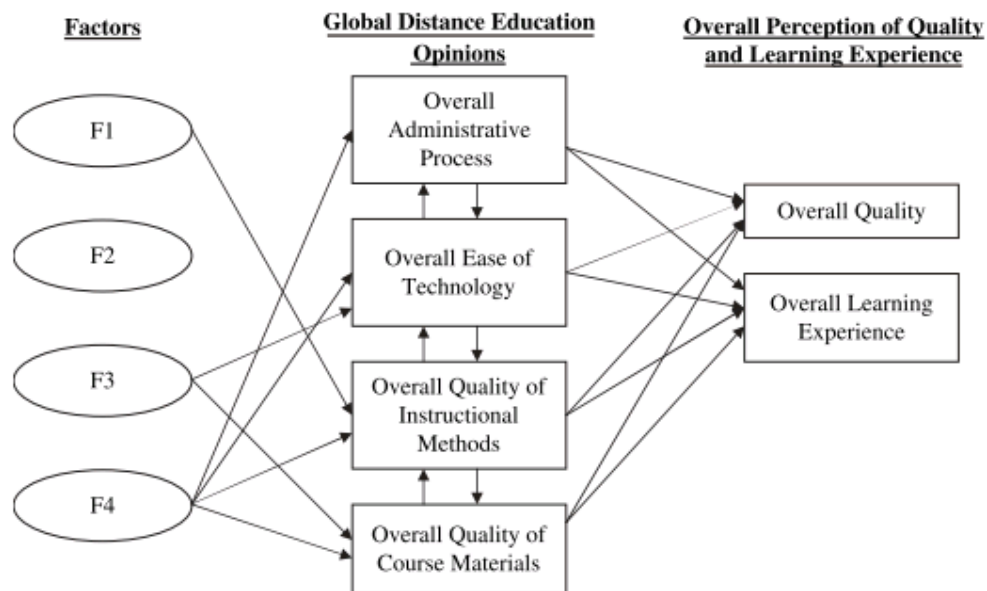 Factors
Global Distance Education
Opinions
Overall Perception of Quality
and Learning Experience
F1
F2
F3
F4
Overall
Administrative
Process
Overall Ease of
Technology
Overall Quality of
Instructional
Methods
Overall Quality of
Course Materials
Overall Quality
Overall Learning
Experience